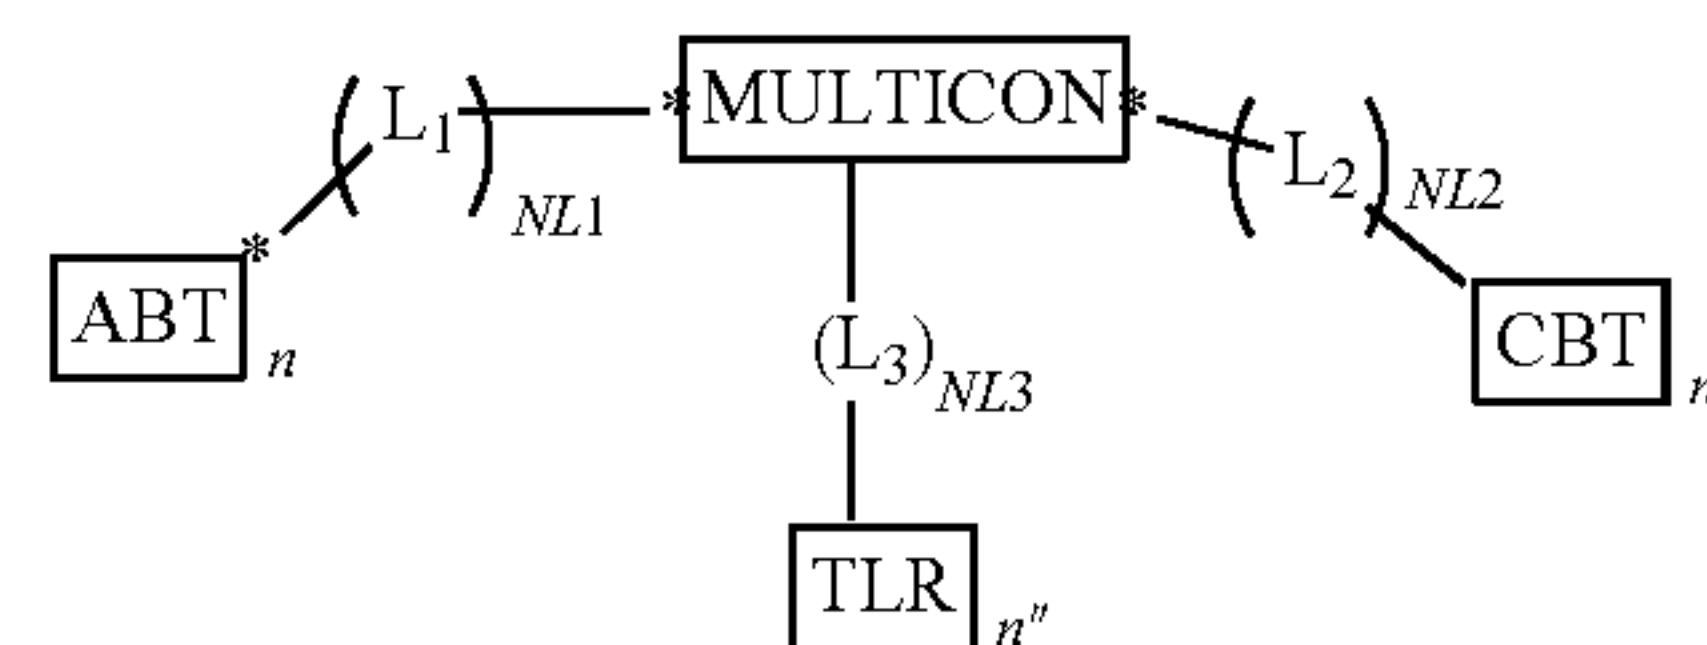 (L1) NL1 * MULTICON * (L2) NL2
* ABT n
(L3) NL3
CBT
TLR n"